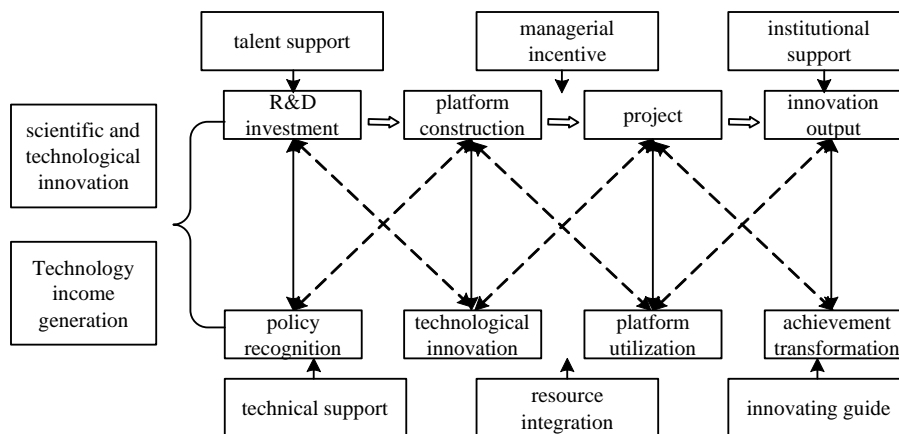 talent support
managerial
incentive
institutional
support
R&D
investment
platform
construction
project
innovation
output
scientific and
technological
innovation
Technology
income
generation
policy
recognition
technological
innovation
platform
utilization
achievement
transformation
technical support
resource
integration
innovating guide